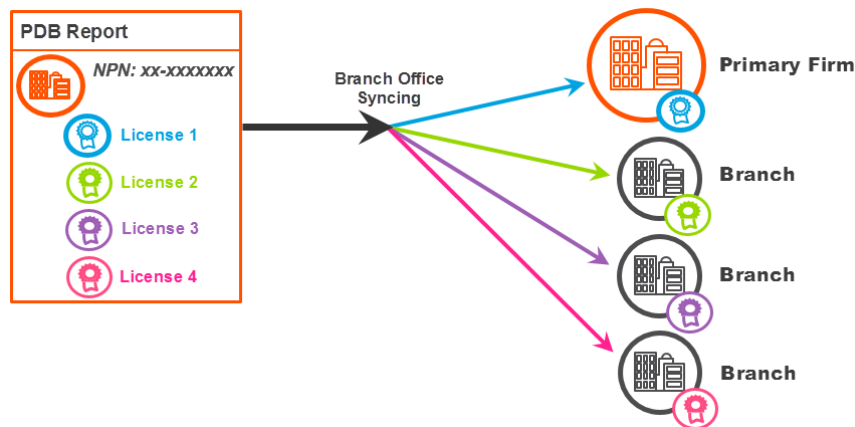 PDB Report
NPN: xx-xxxxxxx
License 1
License 2
License 3
License 4
Branch Office
Syncing
Primary Firm
Branch
Branch
Branch